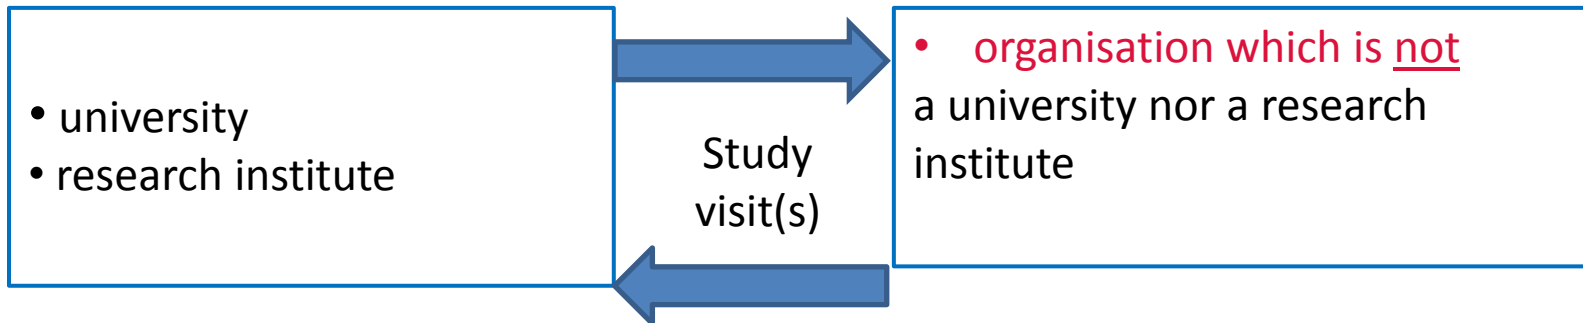 • university
• research institute
Study
visit(s)
• organisation which is not
a university nor a research
institute